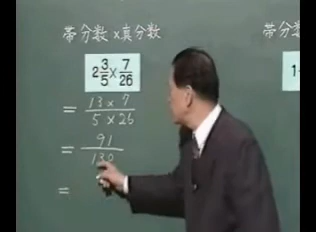 帯分数 ×真分数
2 3/5 × 7/26
= 13×7 / 5×26
= 91 / 130
=
帯分
1